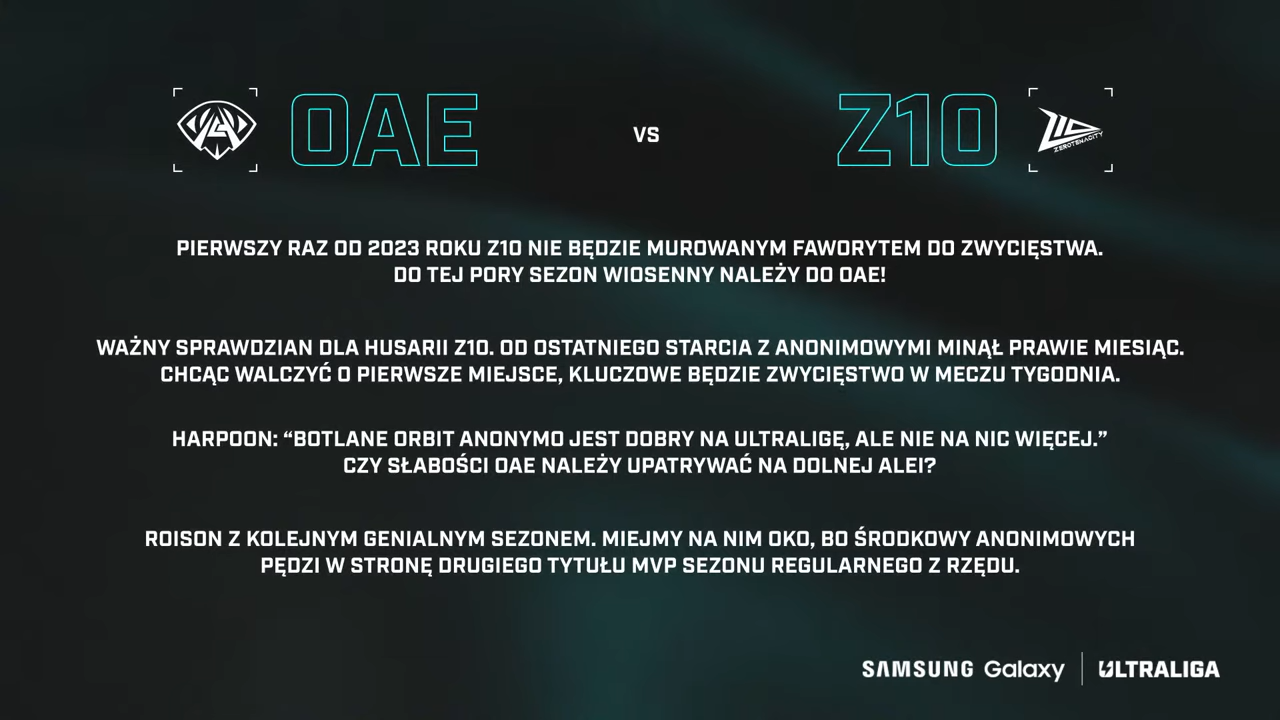 OAE
VS
Z10
ZEROTENACITY
PIERWSZY RAZ OD 2023 ROKU Z10 NIE BĘDZIE MUROWANYM FAWORYTEM DO ZWYCIĘSTWA.
DO TEJ PORY SEZON WIOSENNY NALEŻY DO OAE!
WAŻNY SPRAWDZIAN DLA HUSARII Z10. OD OSTATNIEGO STARCIA Z ANONIMOWYMI MINĄŁ PRAWIE MIESIĄC.
CHCĄC WALCZYĆ O PIERWSZE MIEJSCE, KLUCZOWE BĘDZIE ZWYCIĘSTWO W MECZU TYGODNIA.
HARPOON: “BOTLANE ORBIT ANONYMO JEST DOBRY NA ULTRALIGĘ, ALE NIE NA NIC WIĘCEJ.”
CZY SŁABOŚCI OAE NALEŻY UPATRYWAĆ NA DOLNEJ ALEI?
ROISON Z KOLEJNYM GENIALNYM SEZONEM. MIEJMY NA NIM OKO, BO ŚRODKOWY ANONIMOWYCH
PĘDZI W STRONĘ DRUGIEGO TYTUŁU MVP SEZONU REGULARNEGO Z RZĘDU.
SAMSUNG Galaxy | ULTRALIGA